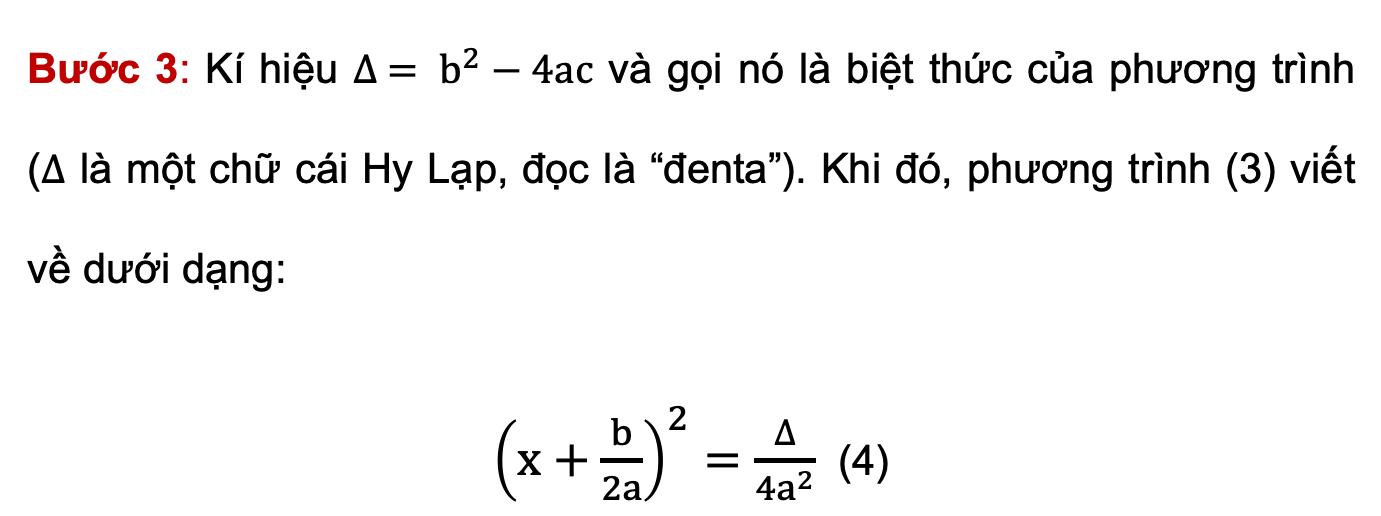 Bước 3: Kí hiệu Δ = b² − 4ac và gọi nó là biệt thức của phương trình
(Δ là một chữ cái Hy Lạp, đọc là “đenta”). Khi đó, phương trình (3) viết
về dưới dạng:
(x + b/2a)² = Δ/4a² (4)